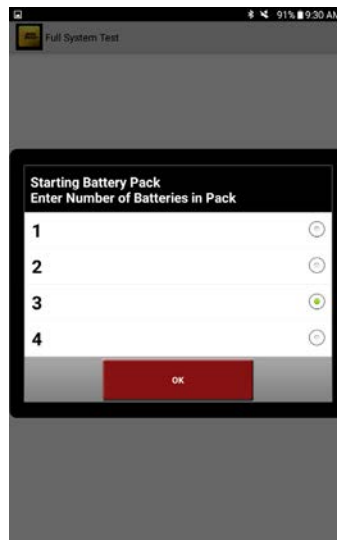 91% 9:30 AM
Full System Test
Starting Battery Pack
Enter Number of Batteries in Pack
1
2
3
4
OK